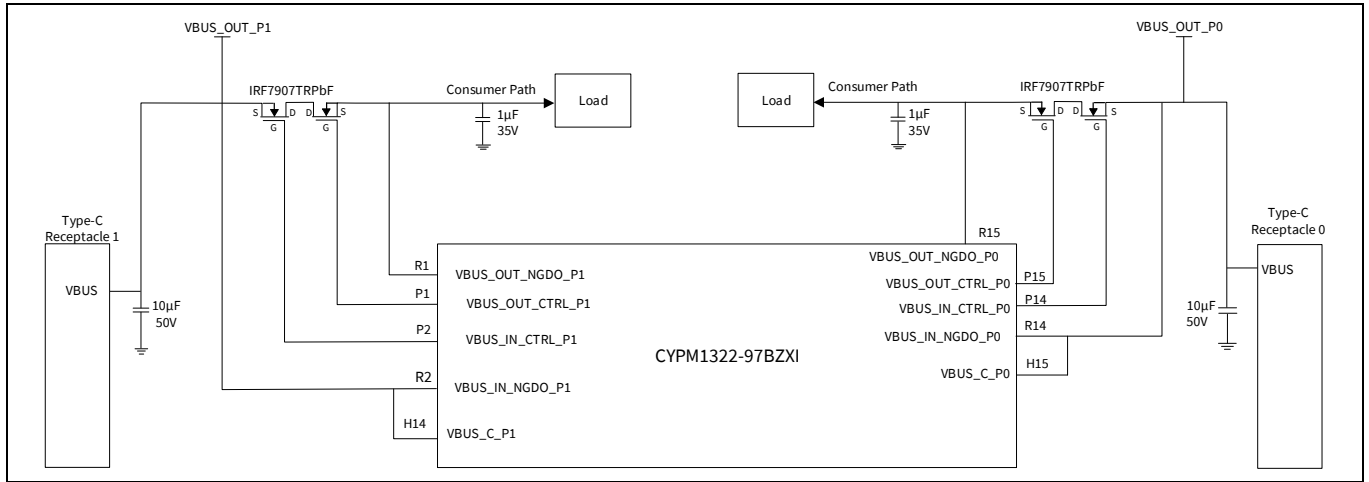 VBUS_OUT_P1
VBUS_OUT_P0
IRF7907TRPbF
Consumer Path
Load
Load
Consumer Path
IRF7907TRPbF
S
D
D
S
G
G
1µF
35V
1µF
35V
S
D
D
S
G
G
Type-C
Receptacle 1
VBUS
10µF
50V
R1
VBUS_OUT_NGDO_P1
P1
VBUS_OUT_CTRL_P1
P2
VBUS_IN_CTRL_P1
R2
VBUS_IN_NGDO_P1
H14
VBUS_C_P1
CYPM1322-97BZXI
R15
VBUS_OUT_NGDO_P0
VBUS_OUT_CTRL_P0
P15
VBUS_IN_CTRL_P0
P14
VBUS_IN_NGDO_P0
R14
VBUS_C_P0
H15
Type-C
Receptacle 0
VBUS
10µF
50V